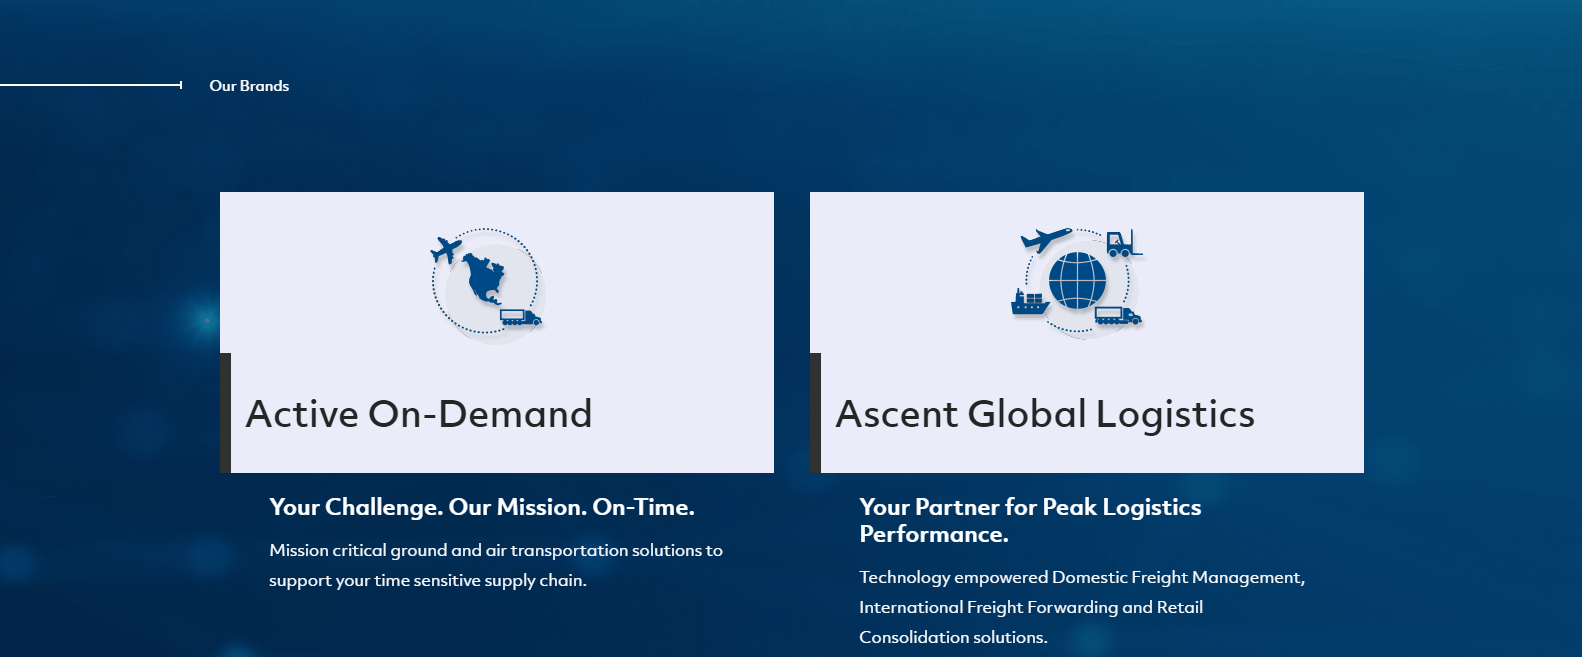 Our Brands
Active On-Demand
Your Challenge. Our Mission. On-Time.
Mission critical ground and air transportation solutions to
support your time sensitive supply chain.
Ascent Global Logistics
Your Partner for Peak Logistics
Performance.
Technology empowered Domestic Freight Management,
International Freight Forwarding and Retail
Consolidation solutions.